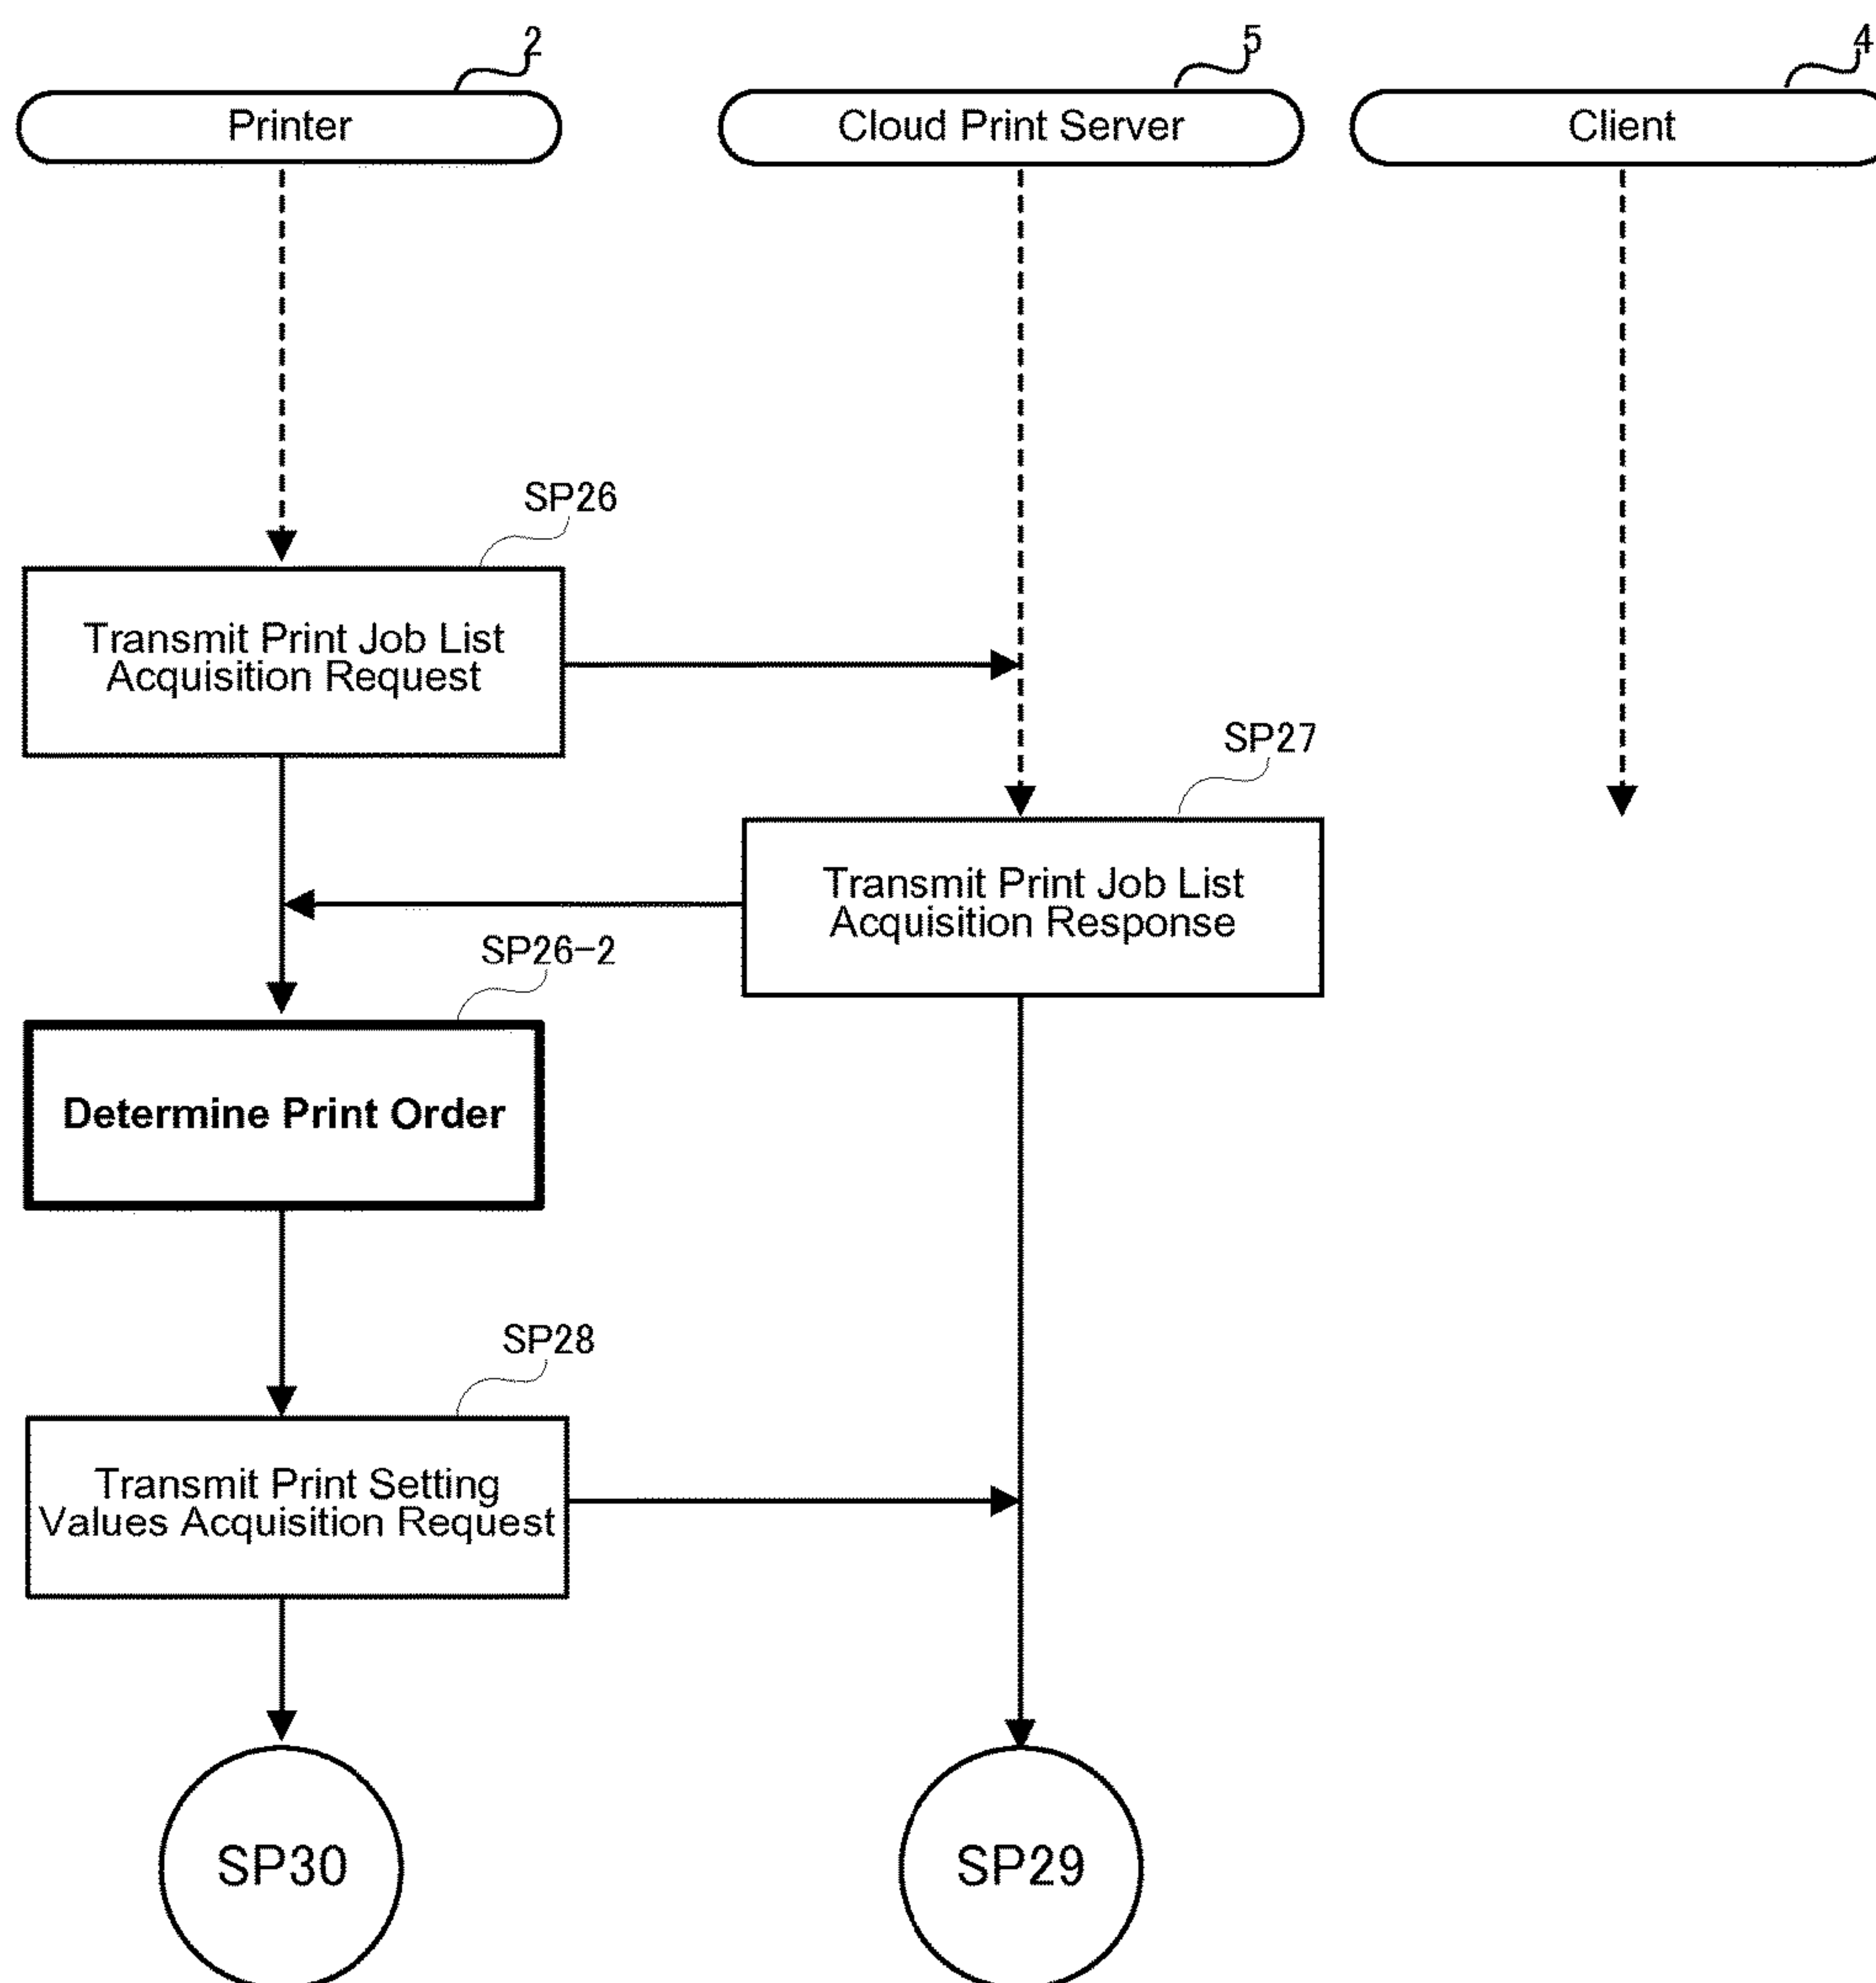 2
5
4
Printer
Cloud Print Server
Client
SP26
Transmit Print Job List
Acquisition Request
SP27
Transmit Print Job List
Acquisition Response
SP26-2
Determine Print Order
SP28
Transmit Print Setting
Values Acquisition Request
SP30
SP29